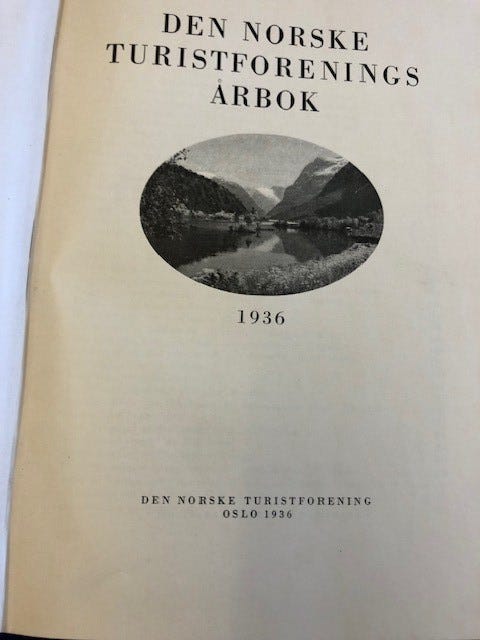 DEN NORSKE
TURISTFORENINGS
ÅRBOK
1936
DEN NORSKE TURISTFORENING
OSLO 1936